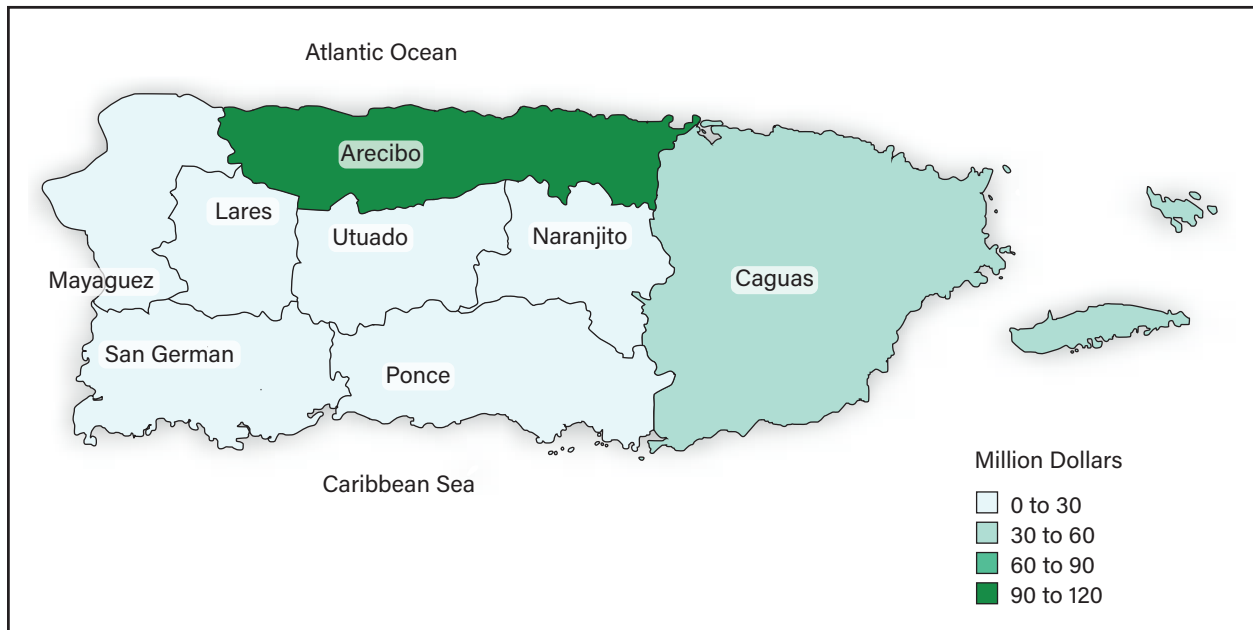 Atlantic Ocean
Arecibo
Lares
Utuado
Naranjito
Mayaguez
Caguas
San German
Ponce
Caribbean Sea
Million Dollars
0 to 30
30 to 60
60 to 90
90 to 120